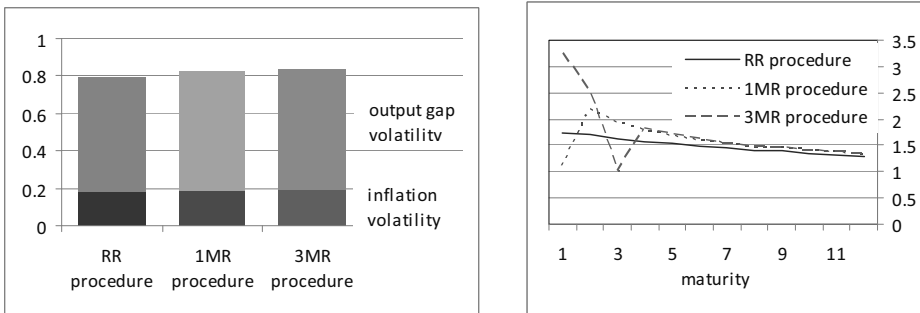 1
0.8
0.6
0.4
0.2
0
output gap
volatility
inflation
volatility
RR
procedure
1MR
procedure
3MR
procedure
3.5
3
2.5
2
1.5
1
0.5
0
RR procedure
1MR procedure
3MR procedure
1 3 5 7 9 11
maturity